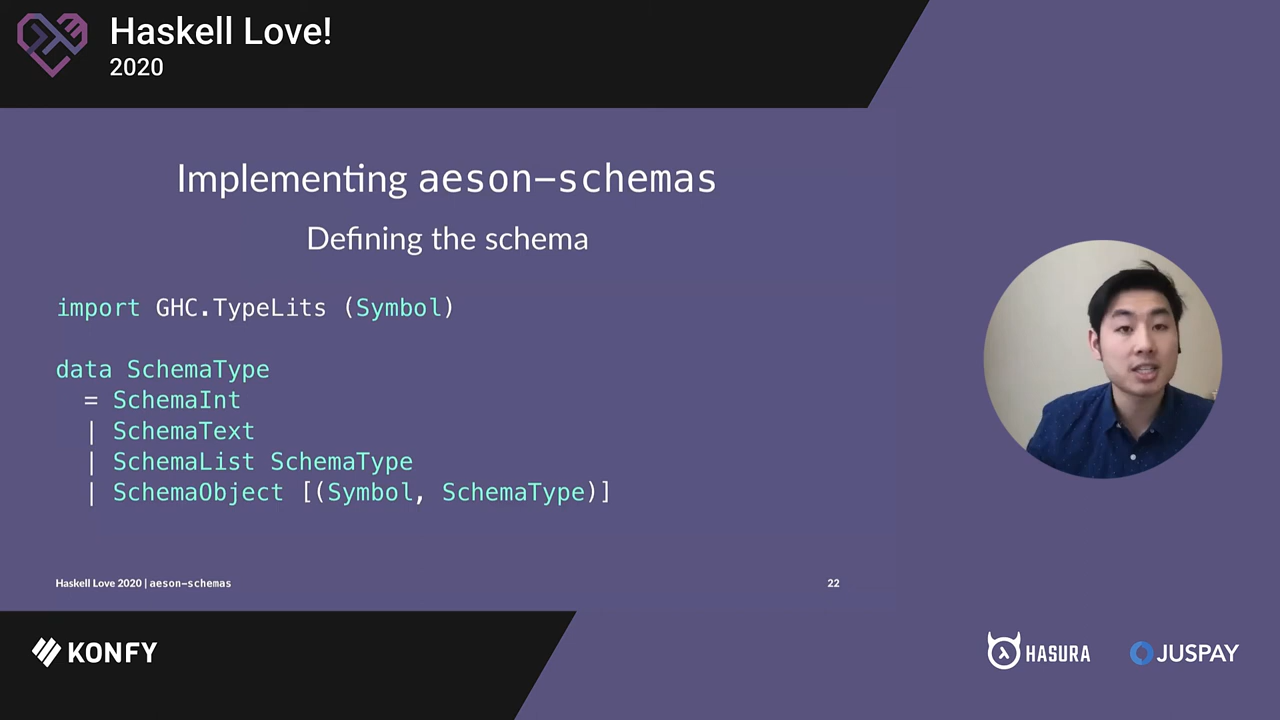 Haskell Love!
2020
Implementing aeson-schemas
Defining the schema
import GHC.TypeLits (Symbol)
data SchemaType
= SchemaInt
| SchemaText
| SchemaList SchemaType
| SchemaObject [(Symbol, SchemaType)]
Haskell Love 2020 | aeson-schemas
22
KONFY
HASURA
JUSPAY